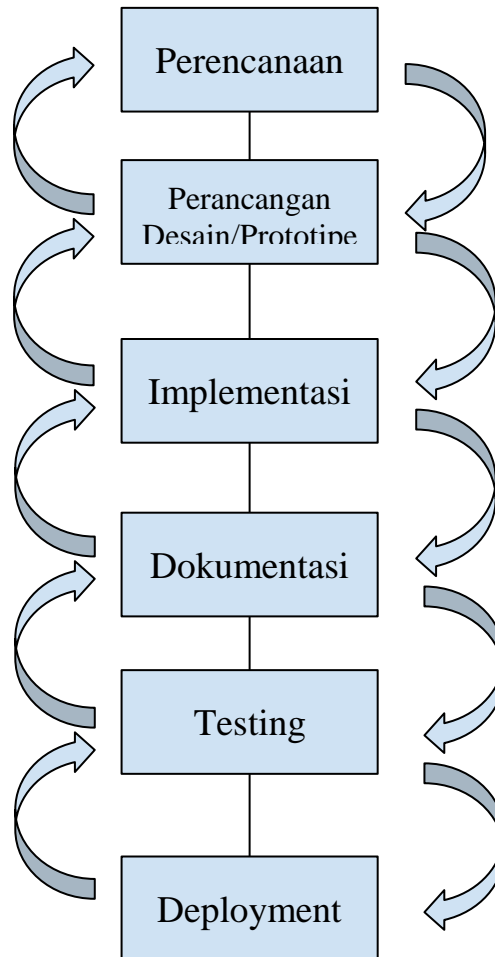 Perencanaan
Perancangan
Desain/Prototipe
Implementasi
Dokumentasi
Testing
Deployment